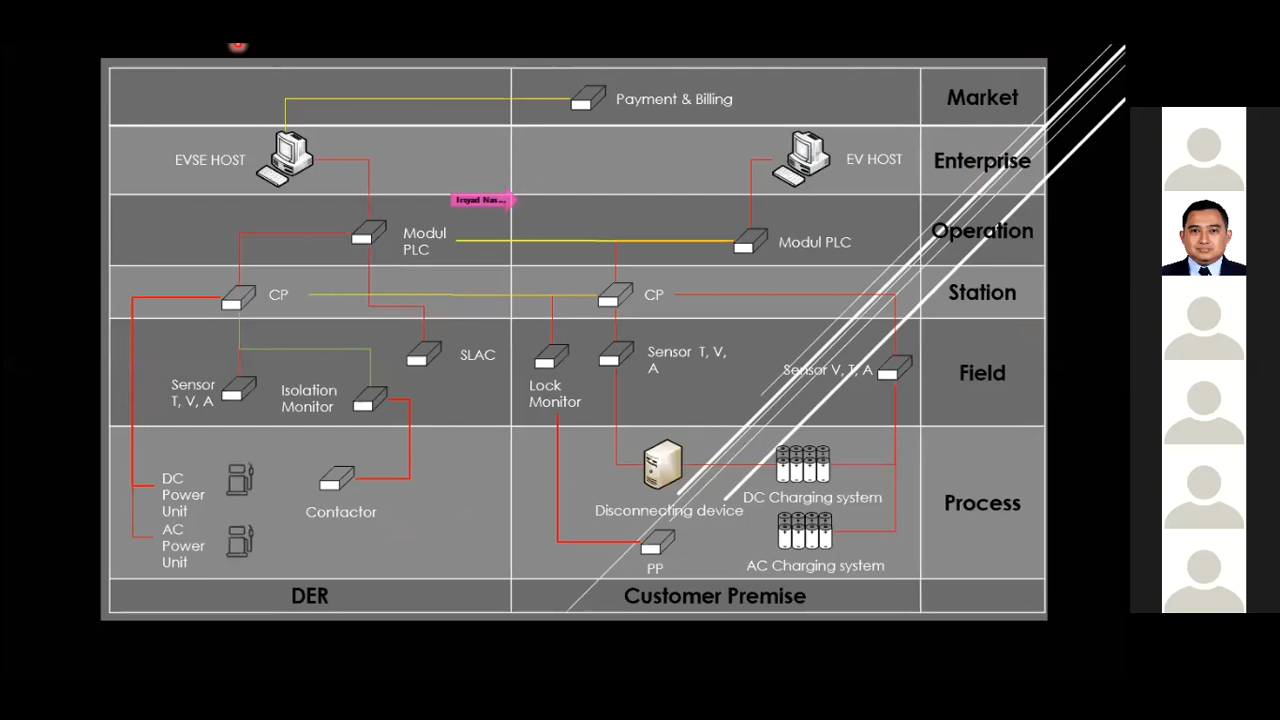 Payment & Billing
Market
EVSE HOST
EV HOST
Enterprise
Irsyad Nas...
Modul
PLC
Modul PLC
Operation
CP
CP
Station
SLAC
Sensor T, V,
A
Sensor V, T, A
Field
Sensor
T, V, A
Isolation
Monitor
Lock
Monitor
DC
Power
Unit
AC
Power
Unit
Contactor
Disconnecting device
DC Charging system
PP
AC Charging system
Process
DER
Customer Premise